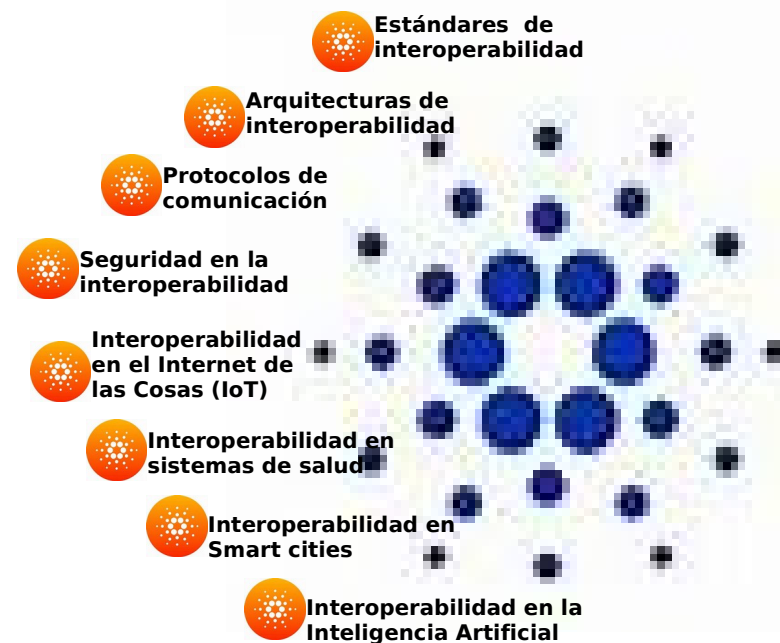 Estándares  de
interoperabilidad
Arquitecturas de
interoperabilidad
Protocolos de
comunicación
Seguridad en la
interoperabilidad
Interoperabilidad
en el Internet de
las Cosas (IoT)
Interoperabilidad en
sistemas de salud
Interoperabilidad en
Smart cities
Interoperabilidad en la
Inteligencia Artificial